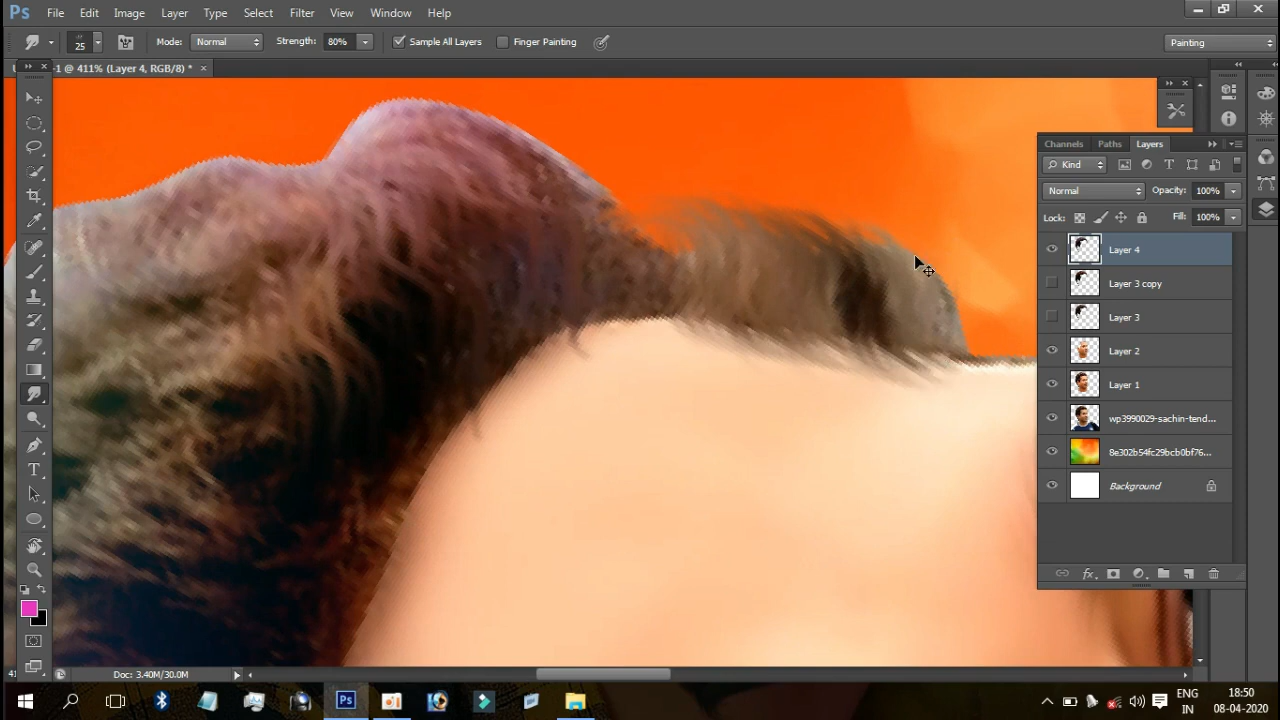 Ps File Edit Image Layer Type Select Filter View Window Help
25 Mode: Normal Strength: 80% Sample All Layers Finger Painting Painting
-1 @ 411% (Layer 4, RGB/8) * ×
Channels Paths Layers
Kind
Normal Opacity: 100%
Lock: Fill: 100%
Layer 4
Layer 3 copy
Layer 3
Layer 2
Layer 1
wp3990029-sachin-tend...
8e302b54fc29bcb0bf76...
Background
fx
Doc: 3.40M/30.0M
Ps
ENG 18:50
IN 08-04-2020